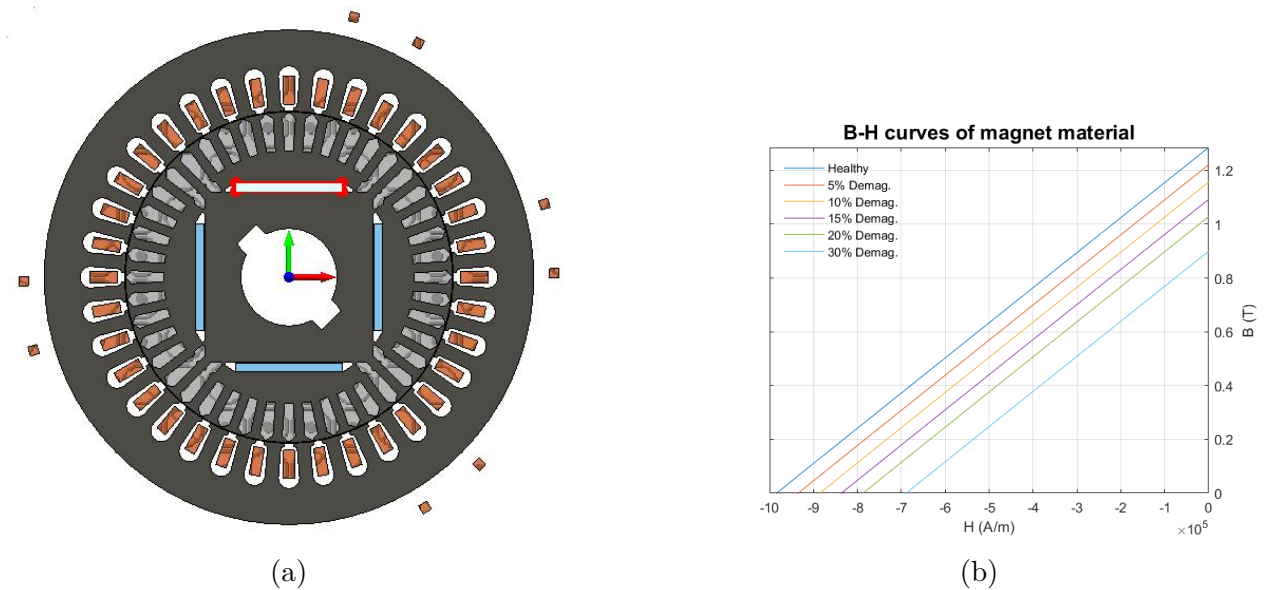 B-H curves of magnet material
Healthy
5% Demag.
10% Demag.
15% Demag.
20% Demag.
30% Demag.
1.2
1
0.8
0.6
0.4
0.2
0
B (T)
-10 -9 -8 -7 -6 -5 -4 -3 -2 -1 0
H (A/m)
×10⁵
(a) (b)